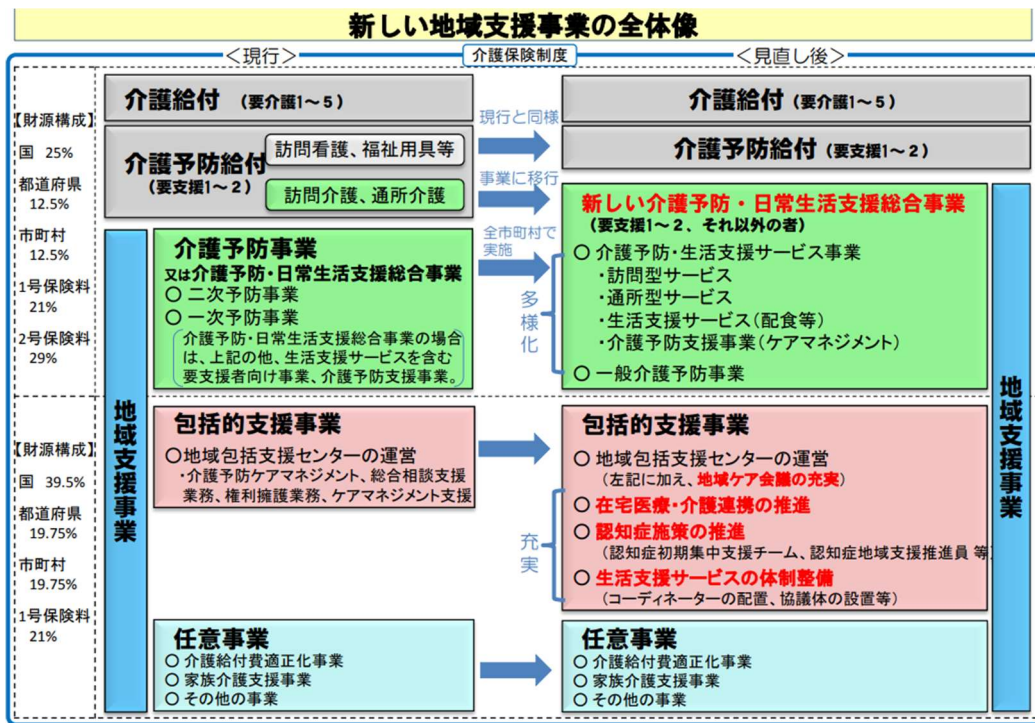 新しい地域支援事業の全体像
<現行>
介護保険制度
<見直し後>
【財源構成】
国 25%
都道府県
12.5%
市町村
12.5%
1号保険料
21%
2号保険料
29%
【財源構成】
国 39.5%
都道府県
19.75%
市町村
19.75%
1号保険料
21%
介護給付 (要介護1~5)
介護予防給付
(要支援1~2)
訪問看護、福祉用具等
訪問介護、通所介護
地域支援事業
介護予防事業
又は介護予防・日常生活支援総合事業
○ 二次予防事業
○ 一次予防事業
介護予防・日常生活支援総合事業の場合
は、上記の他、生活支援サービスを含む
要支援者向け事業、介護予防支援事業。
包括的支援事業
○地域包括支援センターの運営
・介護予防ケアマネジメント、総合相談支援
業務、権利擁護業務、ケアマネジメント支援
任意事業
○ 介護給付費適正化事業
○ 家族介護支援事業
○ その他の事業
現行と同様
事業に移行
全市町村で
実施
多様化
充実
介護給付 (要介護1~5)
介護予防給付 (要支援1~2)
新しい介護予防・日常生活支援総合事業
(要支援1~2、それ以外の者)
○ 介護予防・生活支援サービス事業
・訪問型サービス
・通所型サービス
・生活支援サービス(配食等)
・介護予防支援事業(ケアマネジメント)
○ 一般介護予防事業
包括的支援事業
○ 地域包括支援センターの運営
(左記に加え、地域ケア会議の充実)
○ 在宅医療・介護連携の推進
○ 認知症施策の推進
(認知症初期集中支援チーム、認知症地域支援推進員 等)
○ 生活支援サービスの体制整備
(コーディネーターの配置、協議体の設置等)
任意事業
○ 介護給付費適正化事業
○ 家族介護支援事業
○ その他の事業
地域支援事業